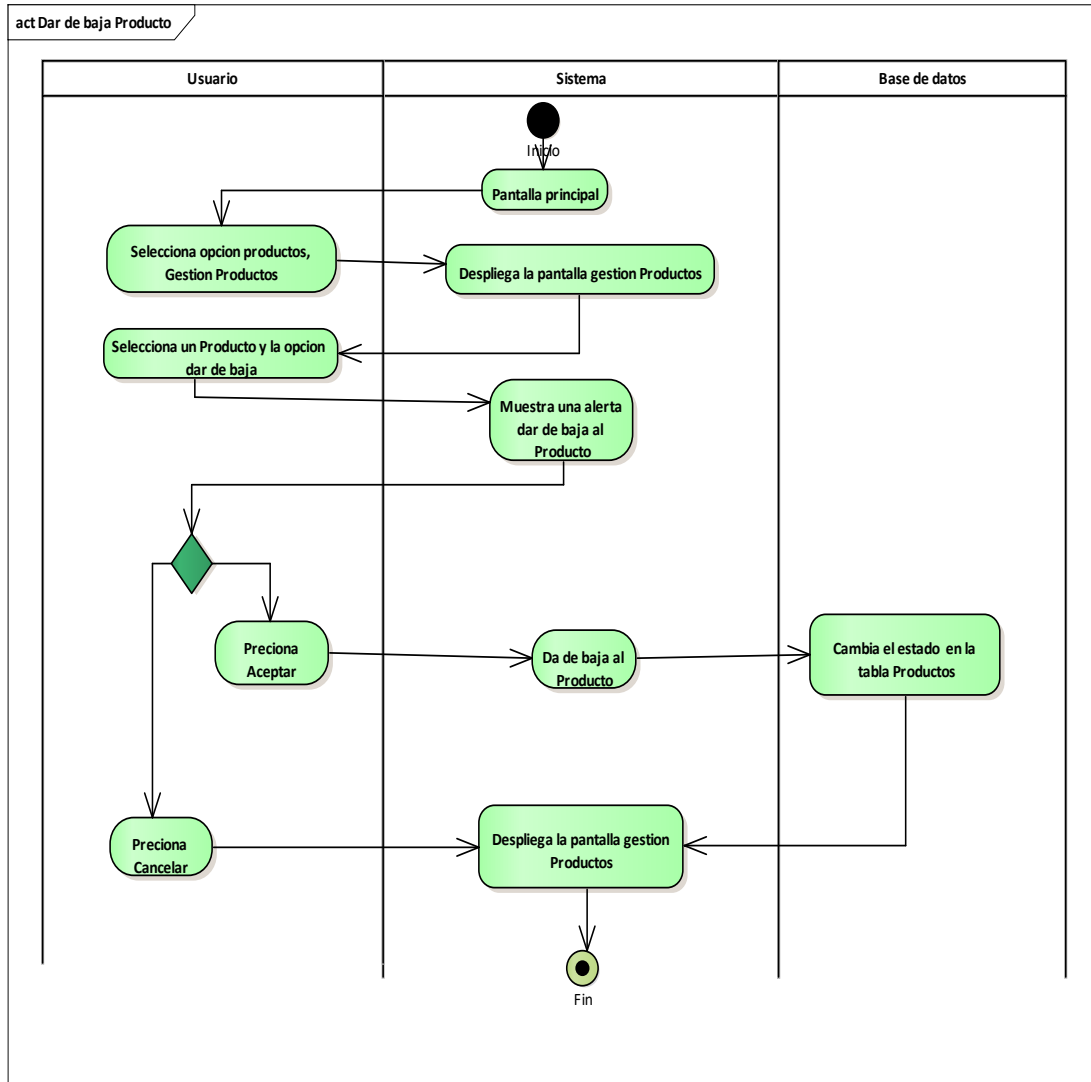 act Dar de baja Producto
Usuario
Sistema
Base de datos
Inicio
Pantalla principal
Selecciona opcion productos,
Gestion Productos
Despliega la pantalla gestion Productos
Selecciona un Producto y la opcion
dar de baja
Muestra una alerta
dar de baja al
Producto
Preciona
Aceptar
Da de baja al
Producto
Cambia el estado en la
tabla Productos
Preciona
Cancelar
Despliega la pantalla gestion
Productos
Fin